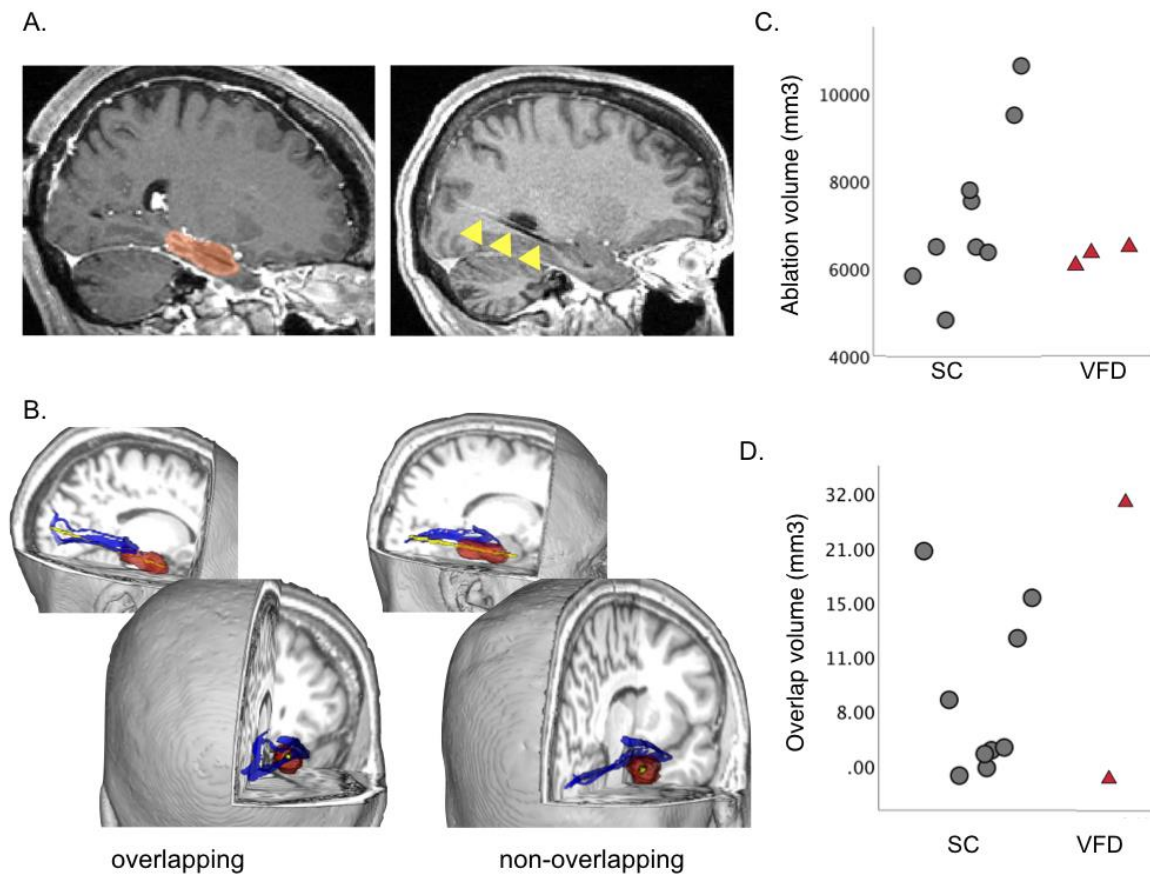 A.
C.
Ablation volume (mm3)
10000
8000
6000
4000
SC
VFD
B.
D.
Overlap volume (mm3)
32.00
21.00
15.00
11.00
8.00
.00
SC
VFD
overlapping
non-overlapping